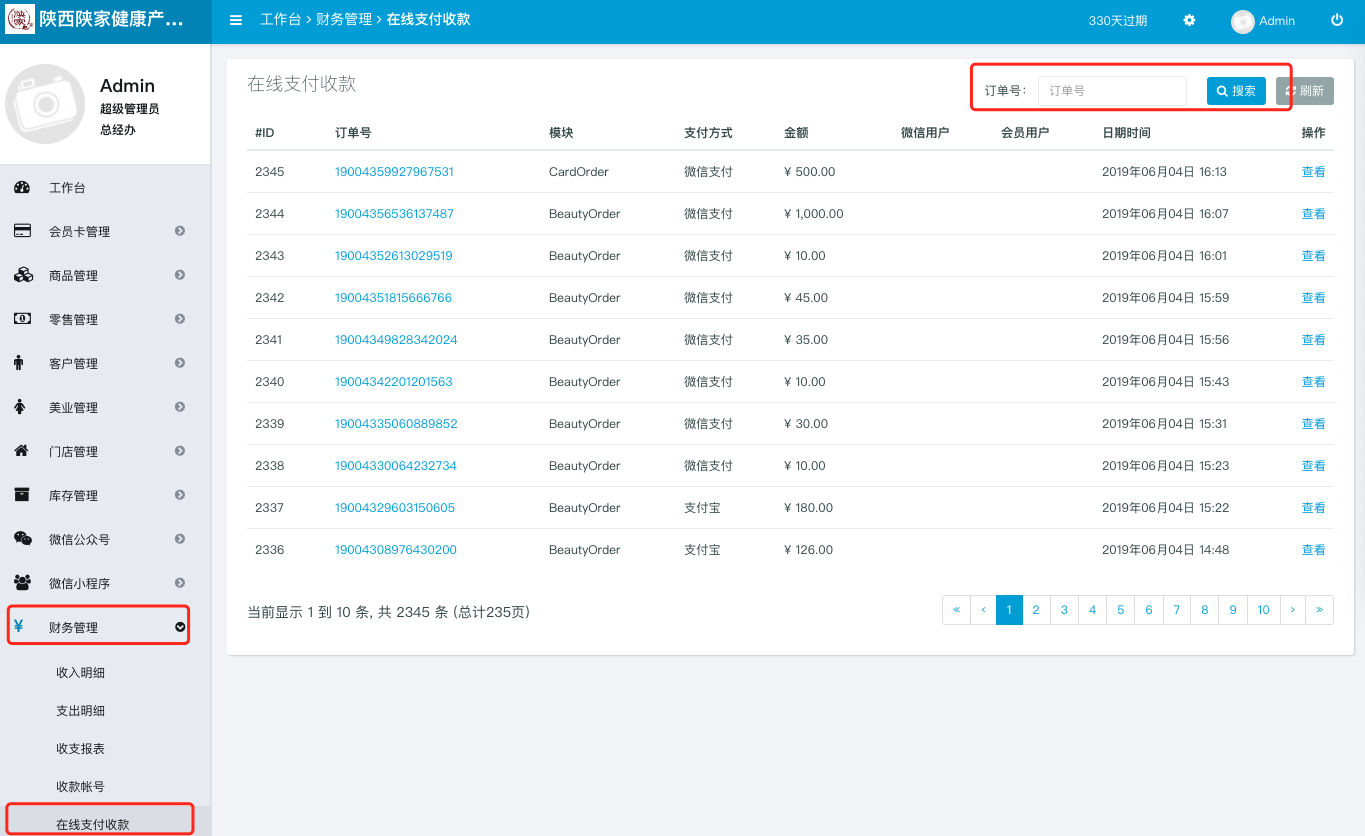 陕西陕家健康产...
工作台 › 财务管理 › 在线支付收款
330天过期
Admin
Admin
超级管理员
总经办
工作台
会员卡管理
商品管理
零售管理
客户管理
美业管理
门店管理
库存管理
微信公众号
微信小程序
¥ 财务管理
收入明细
支出明细
收支报表
收款帐号
在线支付收款
在线支付收款
订单号: 订单号 搜索 刷新
#ID 订单号 模块 支付方式 金额 微信用户 会员用户 日期时间 操作
2345 19004359927967531 CardOrder 微信支付 ¥ 500.00 2019年06月04日 16:13 查看
2344 19004356536137487 BeautyOrder 微信支付 ¥ 1,000.00 2019年06月04日 16:07 查看
2343 19004352613029519 BeautyOrder 微信支付 ¥ 10.00 2019年06月04日 16:01 查看
2342 19004351815666766 BeautyOrder 微信支付 ¥ 45.00 2019年06月04日 15:59 查看
2341 19004349828342024 BeautyOrder 微信支付 ¥ 35.00 2019年06月04日 15:56 查看
2340 19004342201201563 BeautyOrder 微信支付 ¥ 10.00 2019年06月04日 15:43 查看
2339 19004335060889852 BeautyOrder 微信支付 ¥ 30.00 2019年06月04日 15:31 查看
2338 19004330064232734 BeautyOrder 微信支付 ¥ 10.00 2019年06月04日 15:23 查看
2337 19004329603150605 BeautyOrder 支付宝 ¥ 180.00 2019年06月04日 15:22 查看
2336 19004308976430200 BeautyOrder 支付宝 ¥ 126.00 2019年06月04日 14:48 查看
当前显示 1 到 10 条, 共 2345 条 (总计235页)
« ‹ 1 2 3 4 5 6 7 8 9 10 › »